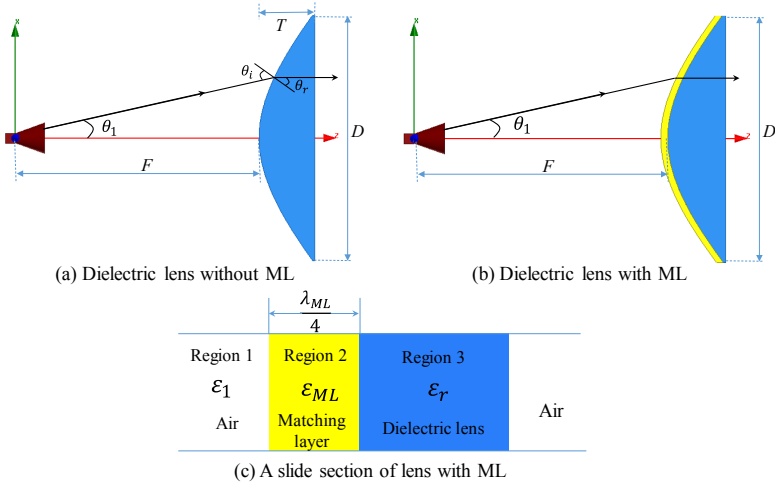 x
T
θi
θr
θ1
z
D
F
(a) Dielectric lens without ML
x
θ1
z
D
F
(b) Dielectric lens with ML
λML
4
Region 1
Region 2
Region 3
ε1
εML
εr
Air
Matching
layer
Dielectric lens
Air
(c) A slide section of lens with ML